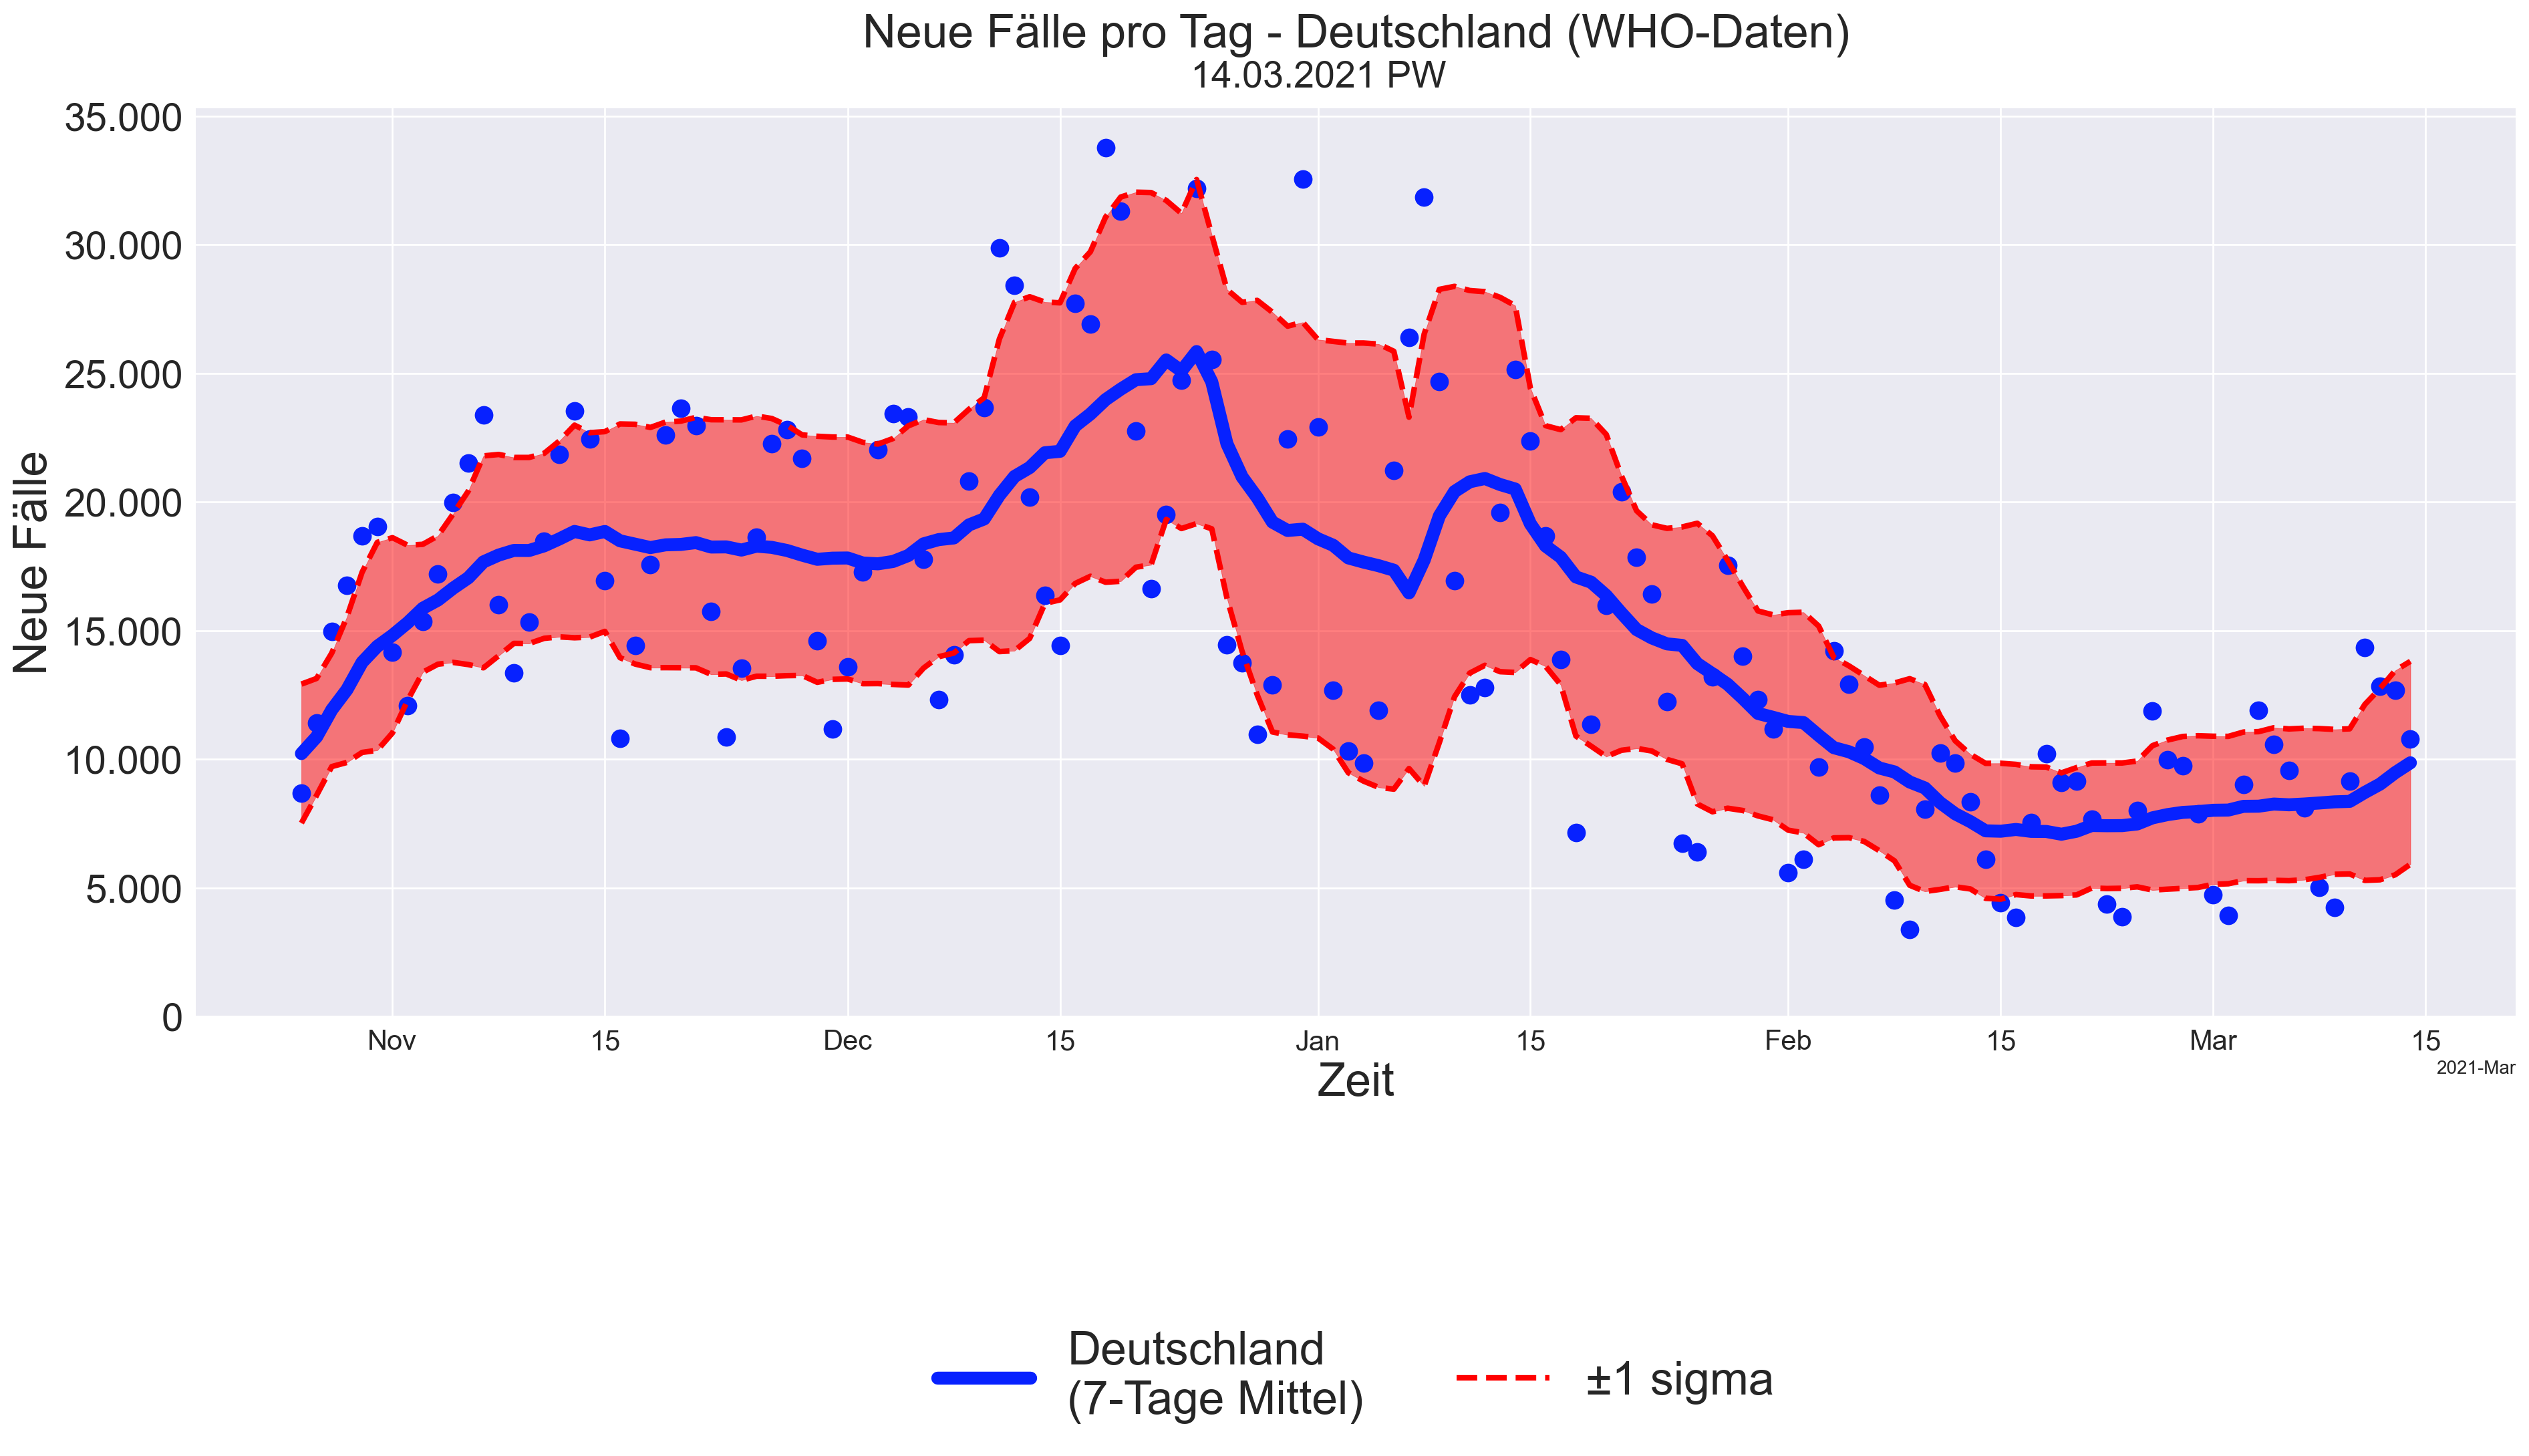 Neue Fälle pro Tag - Deutschland (WHO-Daten)
14.03.2021 PW
Neue Fälle
35.000
30.000
25.000
20.000
15.000
10.000
5.000
0
Nov
15
Dec
15
Jan
15
Feb
15
Mar
15
2021-Mar
Zeit
Deutschland
(7-Tage Mittel)
±1 sigma